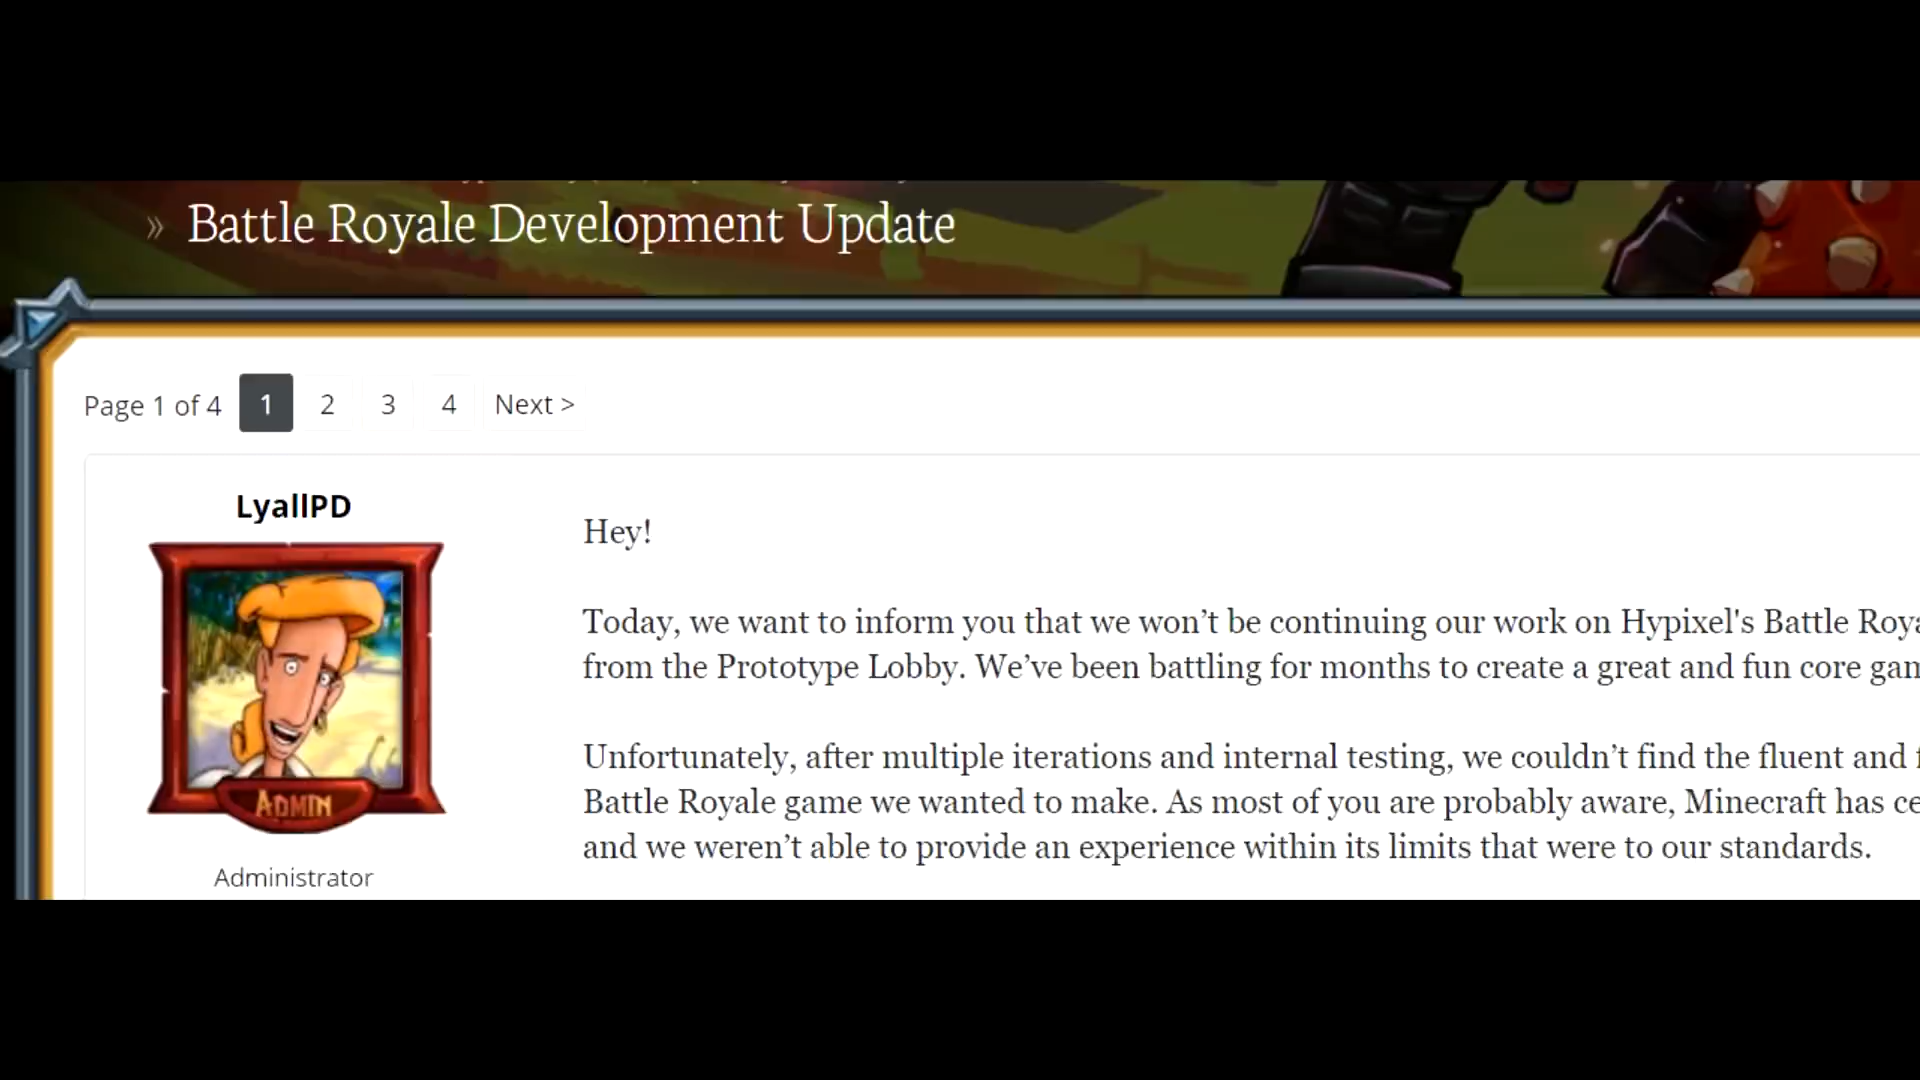 » Battle Royale Development Update
Page 1 of 4 1 2 3 4 Next >
LyallPD
ADMIN
Administrator
Hey!
Today, we want to inform you that we won’t be continuing our work on Hypixel's Battle
from the Prototype Lobby. We’ve been battling for months to create a great and fun core
Unfortunately, after multiple iterations and internal testing, we couldn’t find the fluent and
Battle Royale game we wanted to make. As most of you are probably aware, Minecraft has
and we weren’t able to provide an experience within its limits that were to our standards.